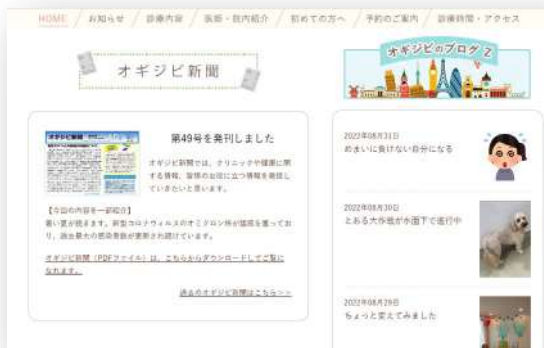 HOME / お知らせ / 診療内容 / 医師・院内紹介 / 初めての方へ / 予約のご案内 / 診療時間・アクセス
オギジビ新聞
オギジビのブログ Z
オギジビ新聞
第49号を発刊しました
オギジビ新聞では、クリニックや健康に関
する情報、皆様のお役に立つ情報を発信し
ていきたいと思います。
【今回の内容を一部紹介】
暑い夏が続きます。新型コロナウィルスのオミクロン株が猛威を奮ってお
り、過去最大の感染者数が更新され続けています。
オギジビ新聞（PDFファイル）は、こちらからダウンロードしてご覧に
なれます。
過去のオギジビ新聞はこちら>>
2022年08月31日
めまいに負けない自分になる
2022年08月30日
とある大作戦が水面下で進行中
2022年08月29日
ちょっと変えてみました